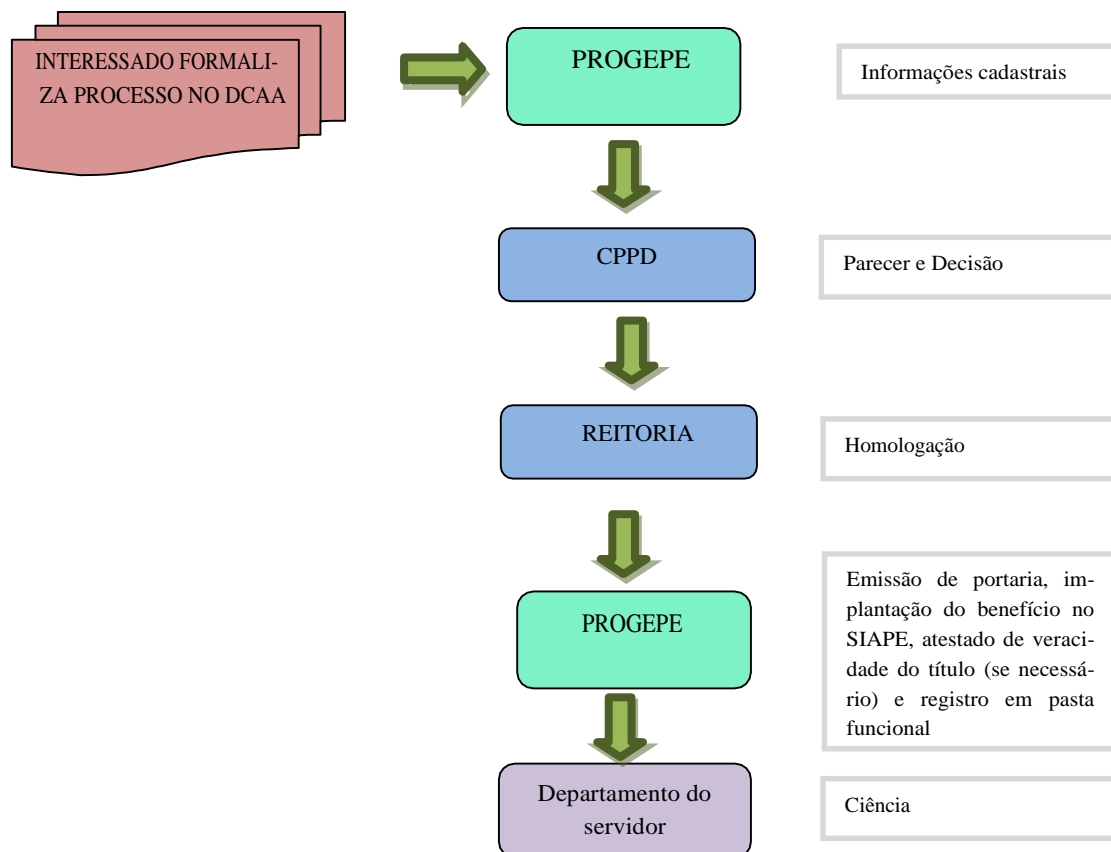 INTERESSADO FORMALI-
ZA PROCESSO NO DCAA
PROGEPE
Informações cadastrais
CPPD
Parecer e Decisão
REITORIA
Homologação
PROGEPE
Emissão de portaria, im-
plantação do benefício no
SIAPE, atestado de veraci-
dade do título (se necessá-
rio) e registro em pasta
funcional
Departamento do
servidor
Ciência